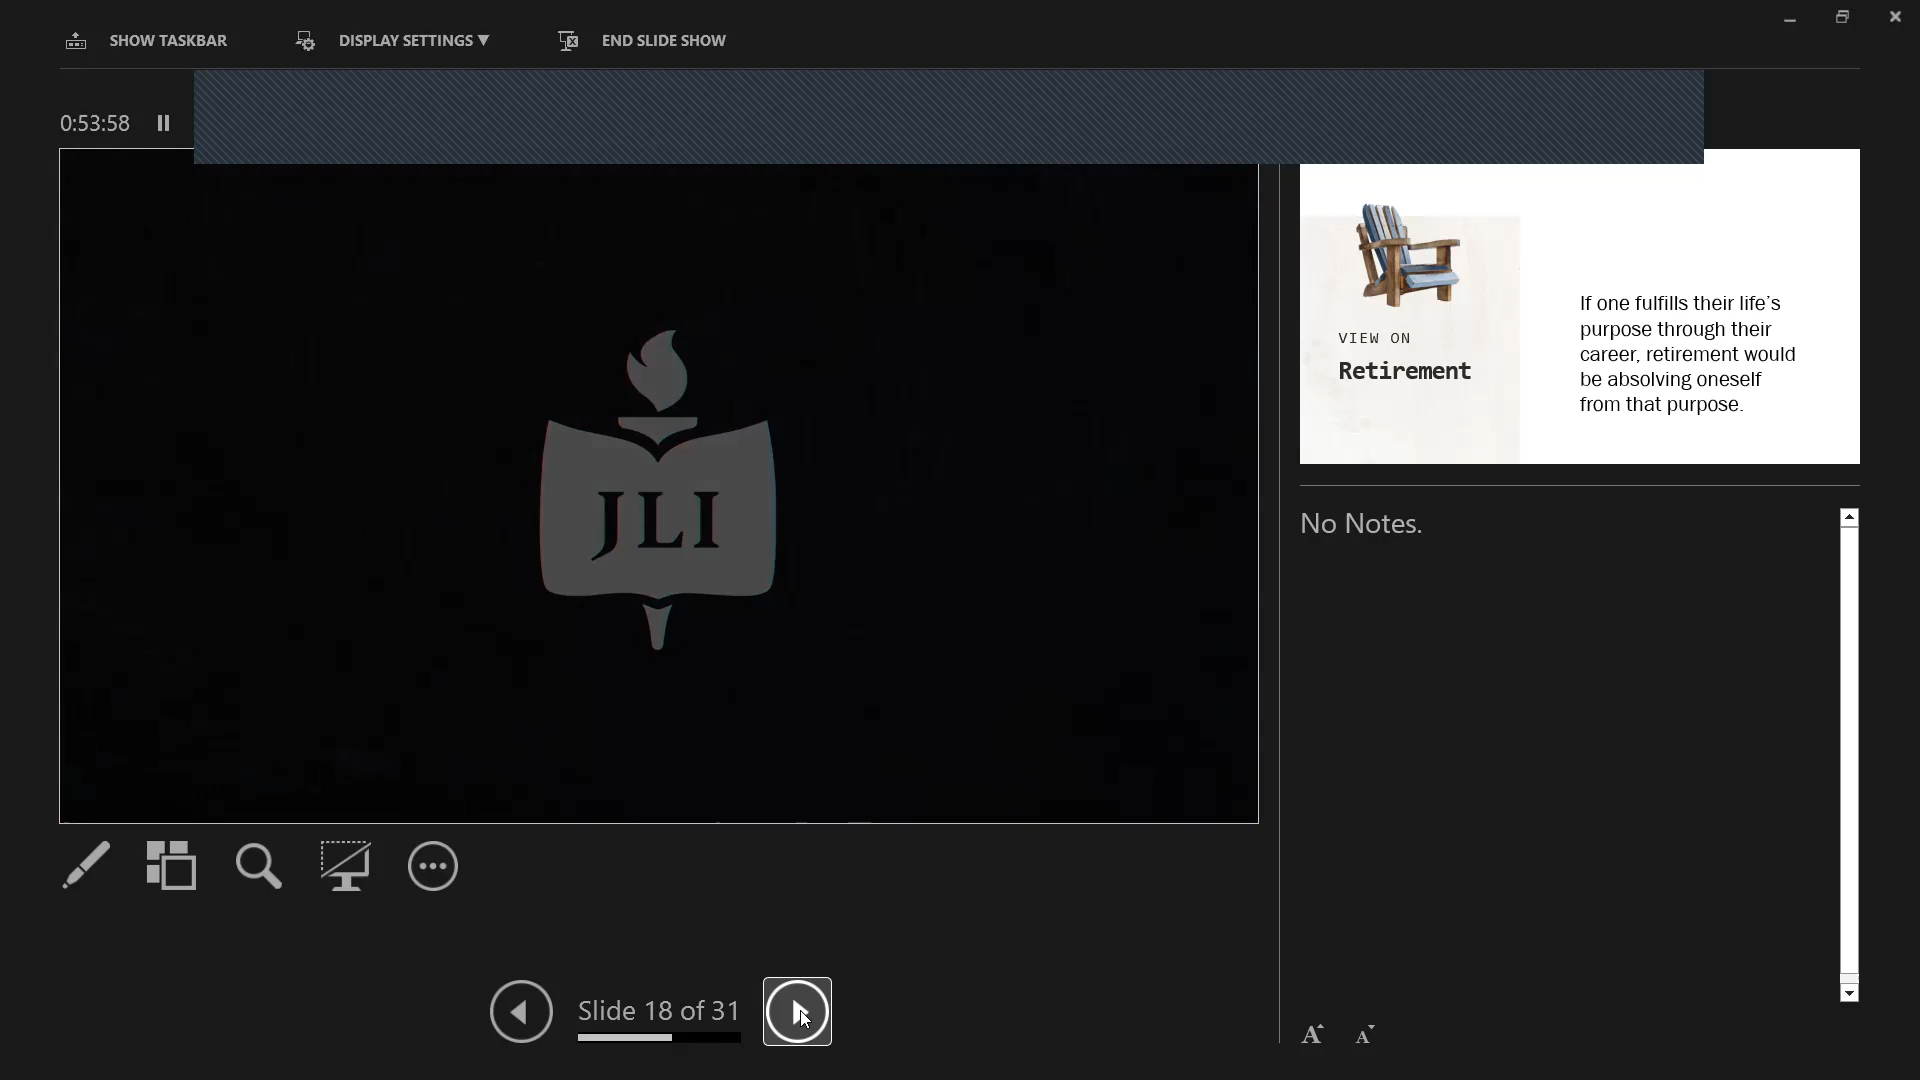 SHOW TASKBAR
DISPLAY SETTINGS ▼
END SLIDE SHOW
0:53:58
JLI
VIEW ON
Retirement
If one fulfills their life's
purpose through their
career, retirement would
be absolving oneself
from that purpose.
No Notes.
Slide 18 of 31
A A